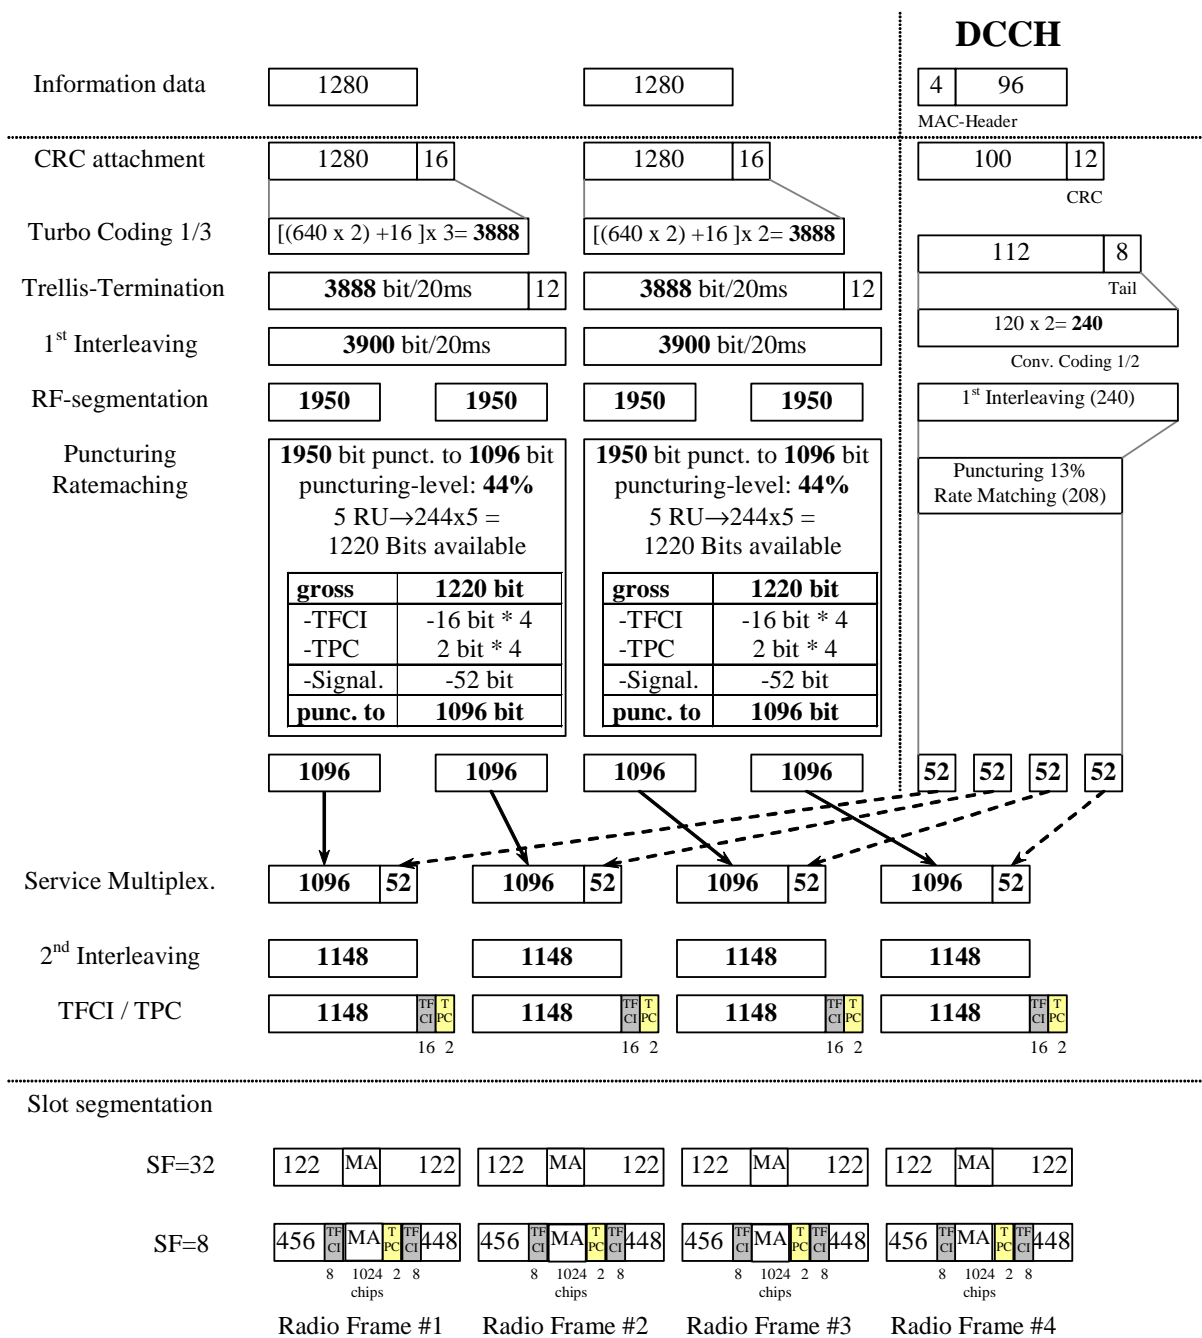 DCCH
Information data 1280 1280 4 96
MAC-Header
CRC attachment 1280 16 1280 16 100 12
CRC
Turbo Coding 1/3 [(640 x 2) +16 ]x 3= 3888 [(640 x 2) +16 ]x 2= 3888
112 8
Trellis-Termination 3888 bit/20ms 12 3888 bit/20ms 12
Tail
120 x 2= 240
1st Interleaving 3900 bit/20ms 3900 bit/20ms
Conv. Coding 1/2
RF-segmentation 1950 1950 1950 1950 1st Interleaving (240)
Puncturing 1950 bit punct. to 1096 bit 1950 bit punct. to 1096 bit
Ratemaching puncturing-level: 44% puncturing-level: 44%
Puncturing 13%
Rate Matching (208)
5 RU→244x5 = 5 RU→244x5 =
1220 Bits available 1220 Bits available
gross 1220 bit gross 1220 bit
-TFCI -16 bit * 4 -TFCI -16 bit * 4
-TPC 2 bit * 4 -TPC 2 bit * 4
-Signal. -52 bit -Signal. -52 bit
punc. to 1096 bit punc. to 1096 bit
1096 1096 1096 1096 52 52 52 52
Service Multiplex. 1096 52 1096 52 1096 52 1096 52
2nd Interleaving 1148 1148 1148 1148
TFCI / TPC 1148 TF CI T PC 1148 TF CI T PC 1148 TF CI T PC 1148 TF CI T PC
16 2 16 2 16 2 16 2
Slot segmentation
SF=32 122 MA 122 122 MA 122 122 MA 122 122 MA 122
SF=8 456 TF CI MA T PC TF CI 448 456 TF CI MA T PC TF CI 448 456 TF CI MA T PC TF CI 448 456 TF CI MA T PC TF CI 448
8 1024 2 8 8 1024 2 8 8 1024 2 8 8 1024 2 8
chips chips chips chips
Radio Frame #1 Radio Frame #2 Radio Frame #3 Radio Frame #4